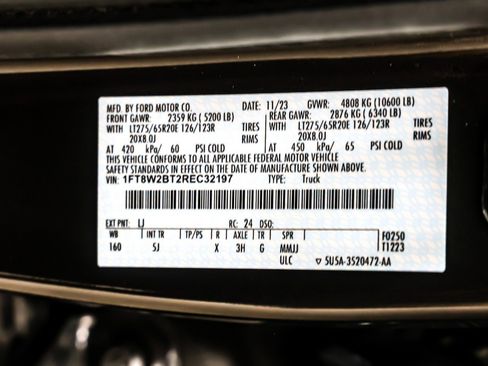 MFD. BY FORD MOTOR CO. DATE: 11/23 GVWR: 4808 KG (10600 LB)
FRONT GAWR: 2359 KG ( 5200 LB) REAR GAWR: 2876 KG ( 6340 LB)
WITH LT275/65R20E 126/123R TIRES WITH LT275/65R20E 126/123R TIRES
20X8.0J RIMS 20X8.0J RIMS
AT 420 kPa/ 60 PSI COLD AT 450 kPa/ 65 PSI COLD
THIS VEHICLE CONFORMS TO ALL APPLICABLE FEDERAL MOTOR VEHICLE
SAFETY STANDARDS IN EFFECT ON THE DATE OF MANUFACTURE SHOWN ABOVE.
VIN: 1FT8W2BT2REC32197 TYPE: Truck
EXT PNT: UJ RC: 24 DSO:
WB INT TR TP/PS R AXLE TR SPR F0250
160 5J X 3H G MMJJ T1223
ULC ▽ 5U5A-3520472-AA